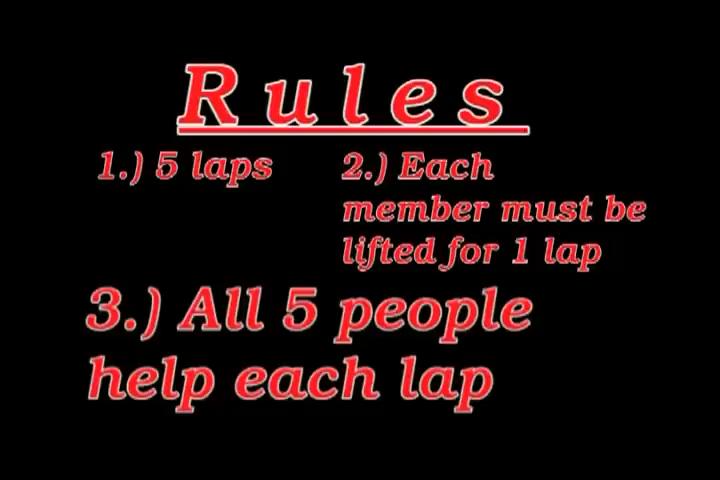 Rules
1.) 5 laps
2.) Each
member must be
lifted for 1 lap
3.) All 5 people
help each lap